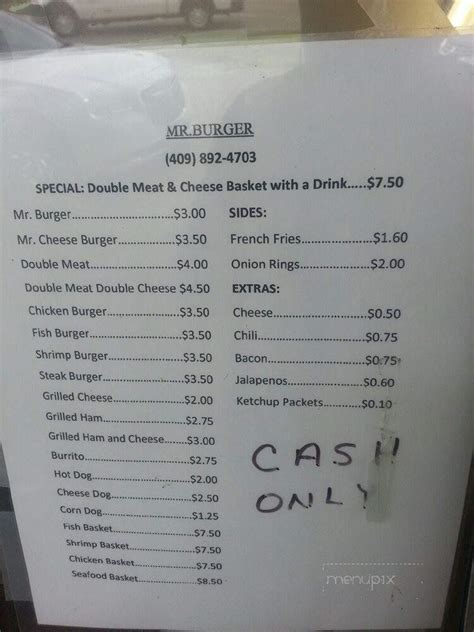 MR.BURGER
(409) 892-4703
SPECIAL: Double Meat & Cheese Basket with a Drink.....$7.50
Mr. Burger..........................$3.00
Mr. Cheese Burger..................$3.50
Double Meat.........................$4.00
Double Meat Double Cheese $4.50
Chicken Burger.....................$3.50
Fish Burger.........................$3.50
Shrimp Burger......................$3.50
Steak Burger.......................$3.50
Grilled Cheese.....................$2.00
Grilled Ham........................$2.75
Grilled Ham and Cheese.......$3.00
Burrito............................$2.75
Hot Dog...........................$2.00
Cheese Dog........................$2.50
Corn Dog..........................$1.25
Fish Basket.......................$7.50
Shrimp Basket....................$7.50
Chicken Basket...................$7.50
Seafood Basket...................$8.50
SIDES:
French Fries.....................$1.60
Onion Rings.....................$2.00
EXTRAS:
Cheese...........................$0.50
Chili.............................$0.75
Bacon............................$0.75
Jalapenos........................$0.60
Ketchup Packets...............$0.10
CASH
ONLY
menupix